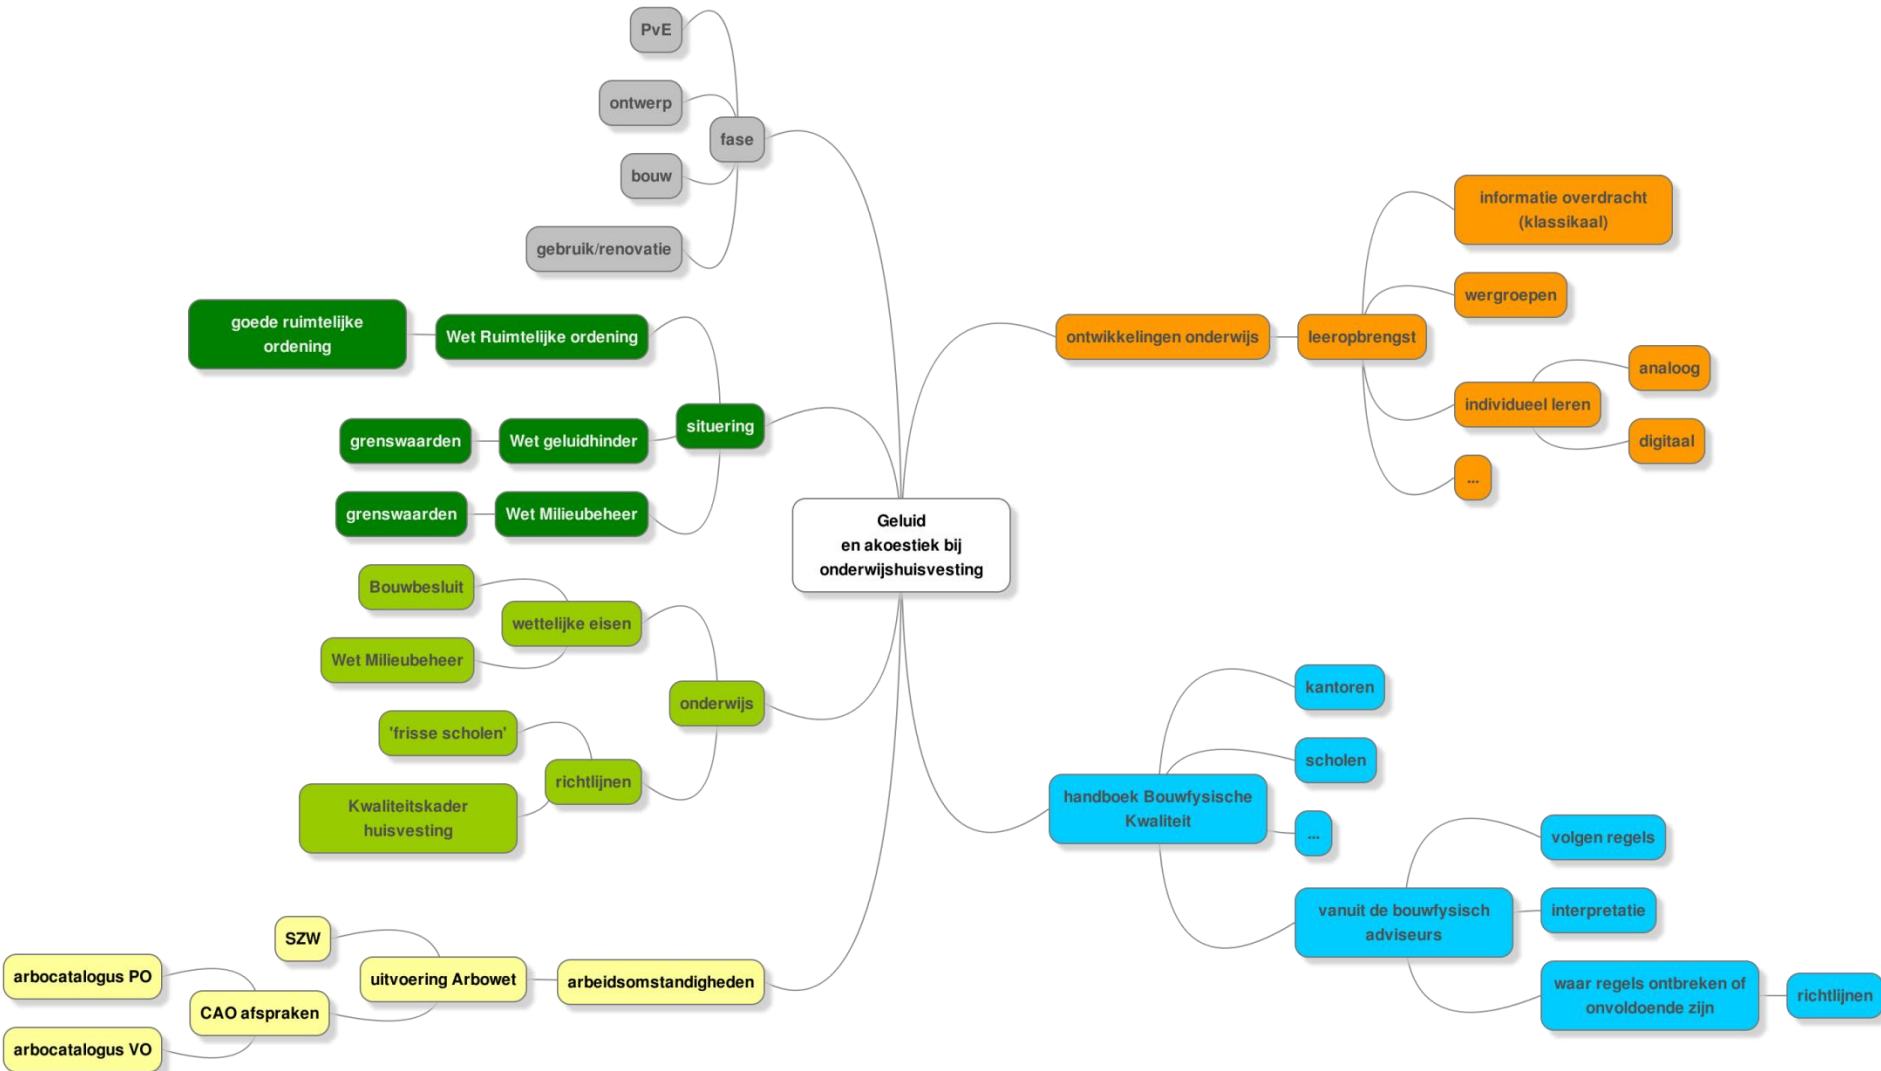 PvE
ontwerp
fase
bouw
gebruik/renovatie
goede ruimtelijke
ordening
Wet Ruimtelijke ordening
situering
grenswaarden
Wet geluidhinder
grenswaarden
Wet Milieubeheer
Geluid
en akoestiek bij
onderwijshuisvesting
Bouwbesluit
wettelijke eisen
Wet Milieubeheer
onderwijs
'frisse scholen'
richtlijnen
Kwaliteitskader
huisvesting
SZW
arbocatalogus PO
uitvoering Arbowet
arbeidsomstandigheden
CAO afspraken
arbocatalogus VO
informatie overdracht
(klassikaal)
wergroepen
ontwikkelingen onderwijs
leeropbrengst
analoog
individueel leren
digitaal
...
kantoren
scholen
handboek Bouwfysische
Kwaliteit
...
volgen regels
vanuit de bouwfysisch
adviseurs
interpretatie
waar regels ontbreken of
onvoldoende zijn
richtlijnen